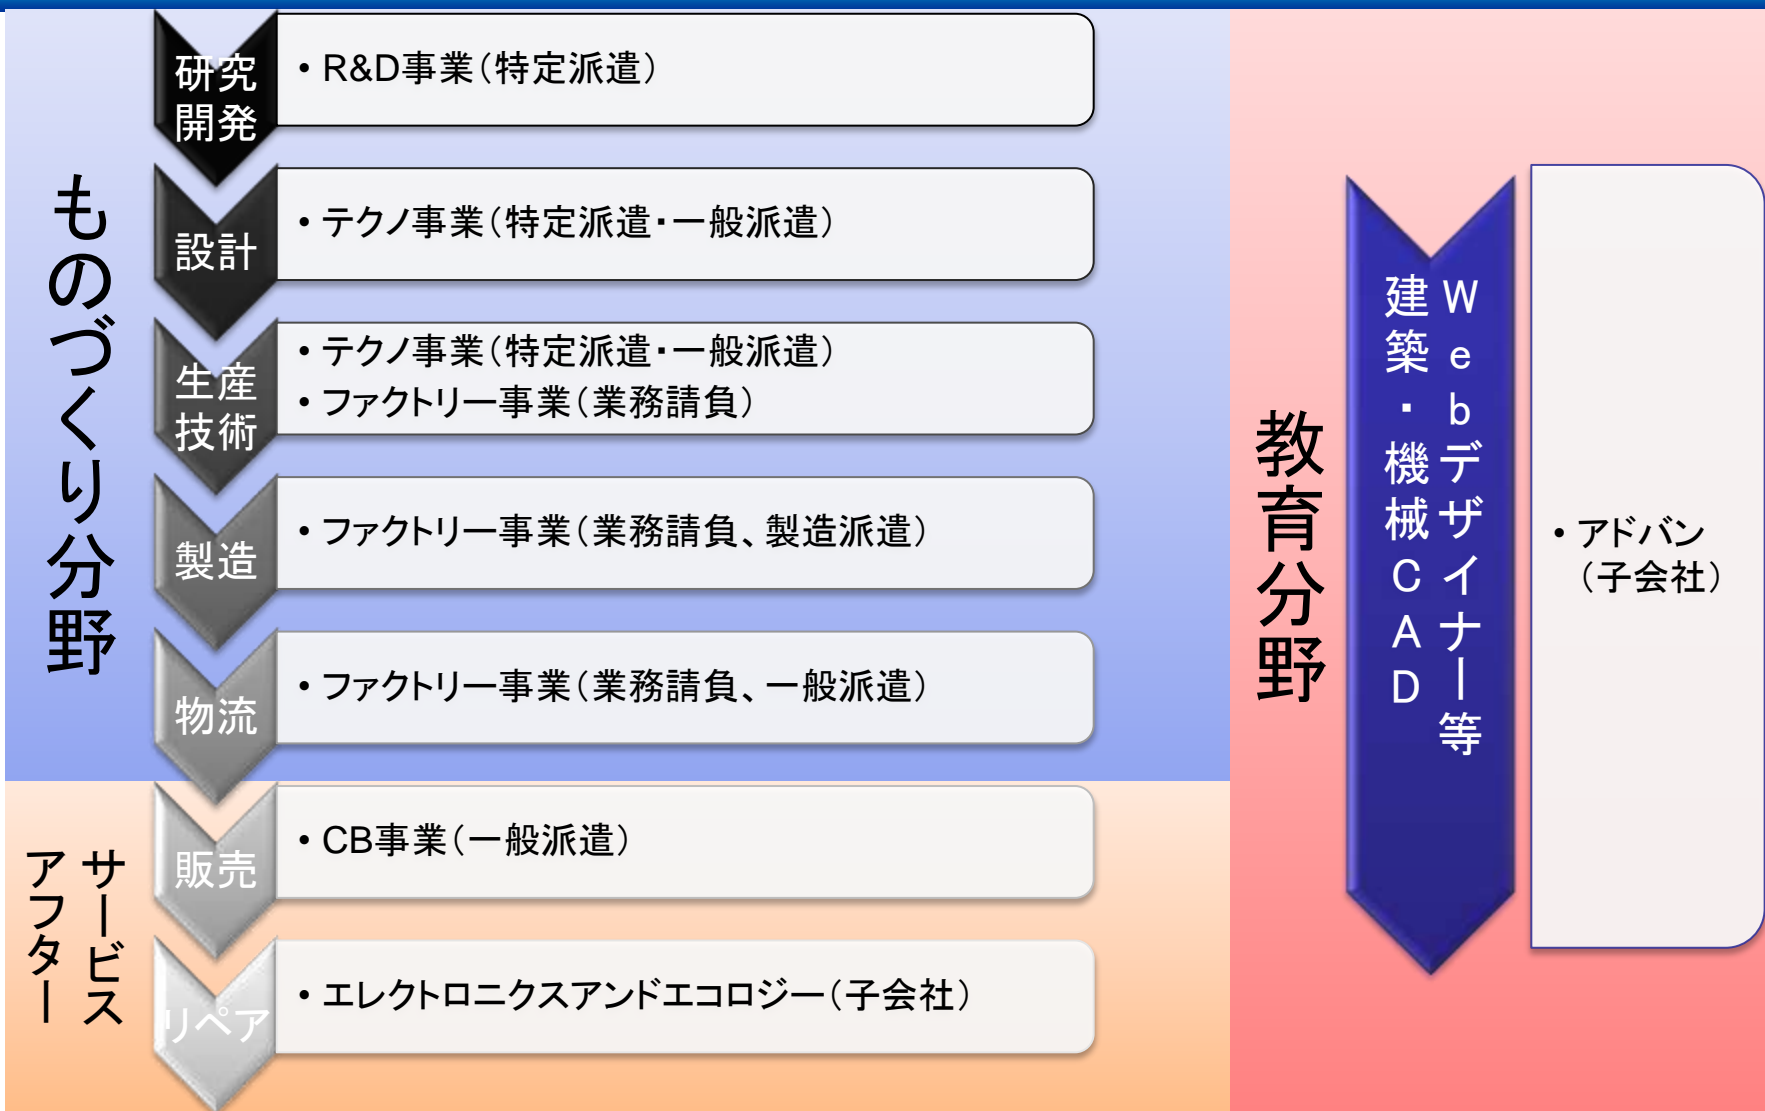 ものづくり分野
研究
開発
・R&D事業（特定派遣）
設計
・テクノ事業（特定派遣・一般派遣）
生産
技術
・テクノ事業（特定派遣・一般派遣）
・ファクトリー事業（業務請負）
製造
・ファクトリー事業（業務請負、製造派遣）
物流
・ファクトリー事業（業務請負、一般派遣）
サービス
アフター
販売
・CB事業（一般派遣）
リペア
・エレクトロニクスアンドエコロジー（子会社）
教育分野
Ｗｅｂデザイナー等
建築・機械ＣＡＤ
・アドバン
（子会社）